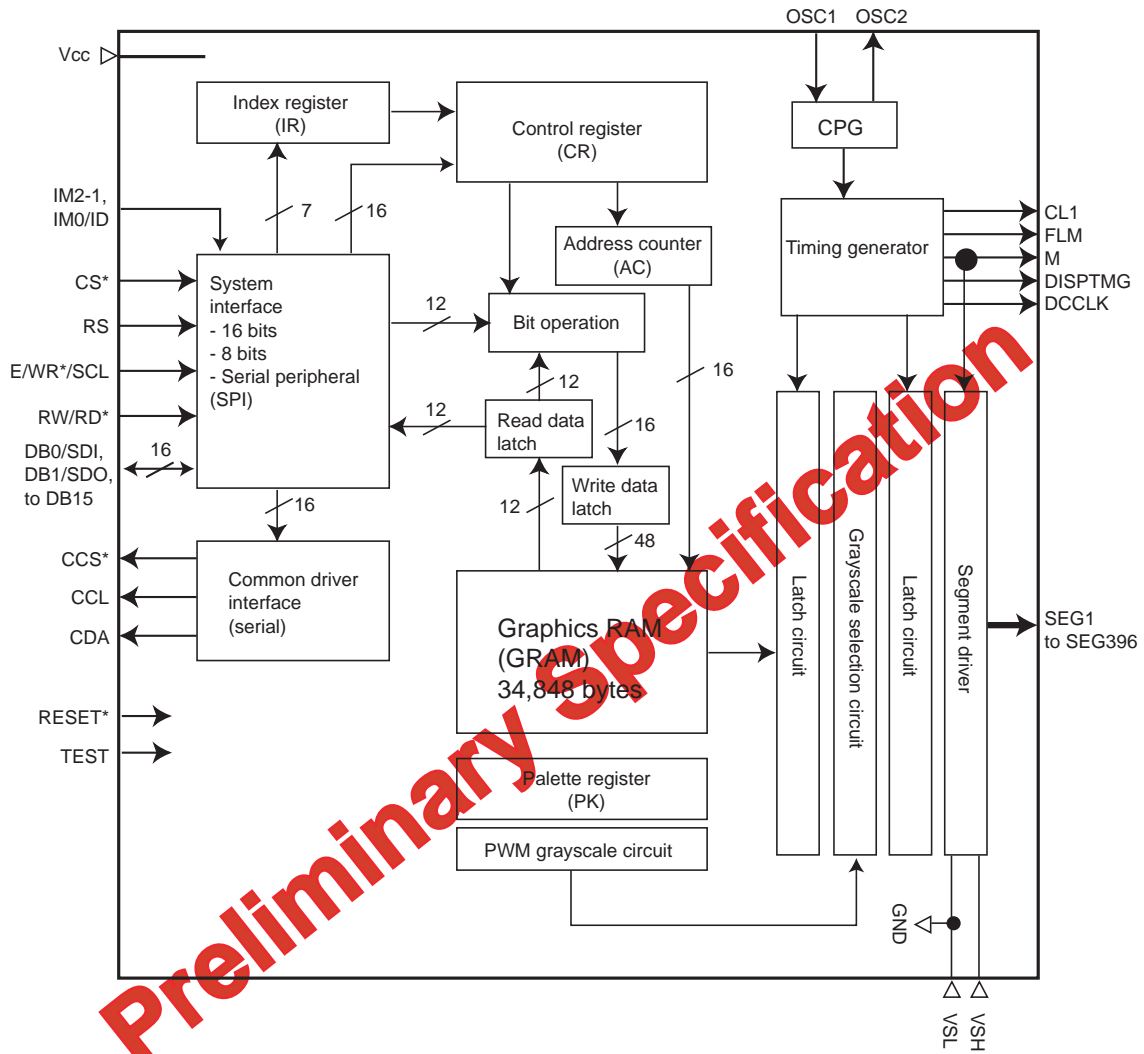 OSC1 OSC2
Vcc
Index register
(IR)
Control register
(CR)
CPG
IM2-1,
IM0/ID
7
16
CL1
FLM
M
DISPTMG
DCCLK
Timing generator
Address counter
(AC)
CS*
RS
E/WR*/SCL
RW/RD*
DB0/SDI,
DB1/SDO,
to DB15
16
System
interface
- 16 bits
- 8 bits
- Serial peripheral
(SPI)
12
Bit operation
12
16
12
Read data
latch
16
12
Write data
latch
48
16
CCS*
CCL
CDA
Common driver
interface
(serial)
Graphics RAM
(GRAM)
34,848 bytes
Latch circuit
Grayscale selection circuit
Latch circuit
Segment driver
SEG1
to SEG396
RESET*
TEST
Palette register
(PK)
PWM grayscale circuit
GND
VSL
VSH
Preliminary Specification